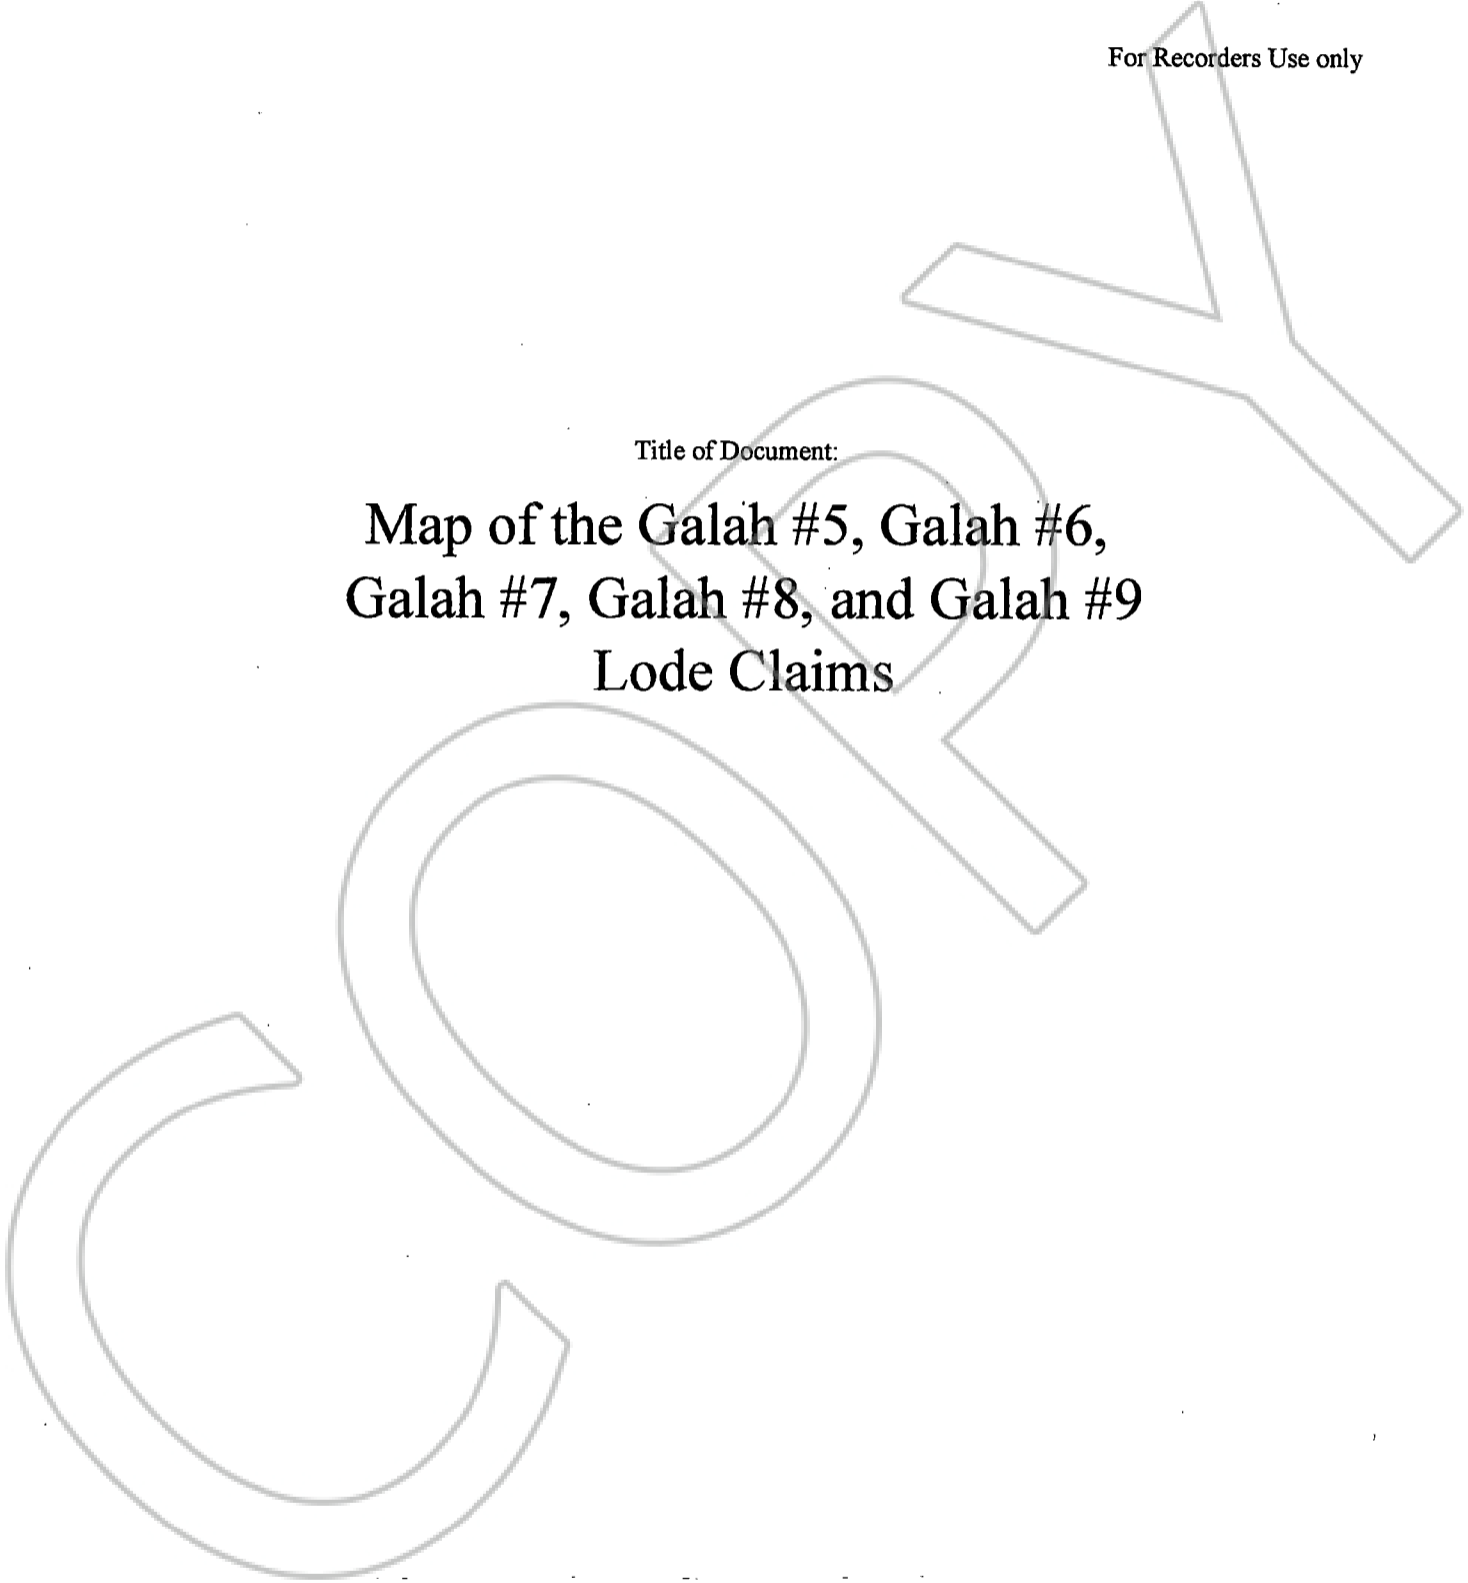 For Recorders Use only
Title of Document:
Map of the Galah #5, Galah #6,
Galah #7, Galah #8, and Galah #9
Lode Claims
COPY